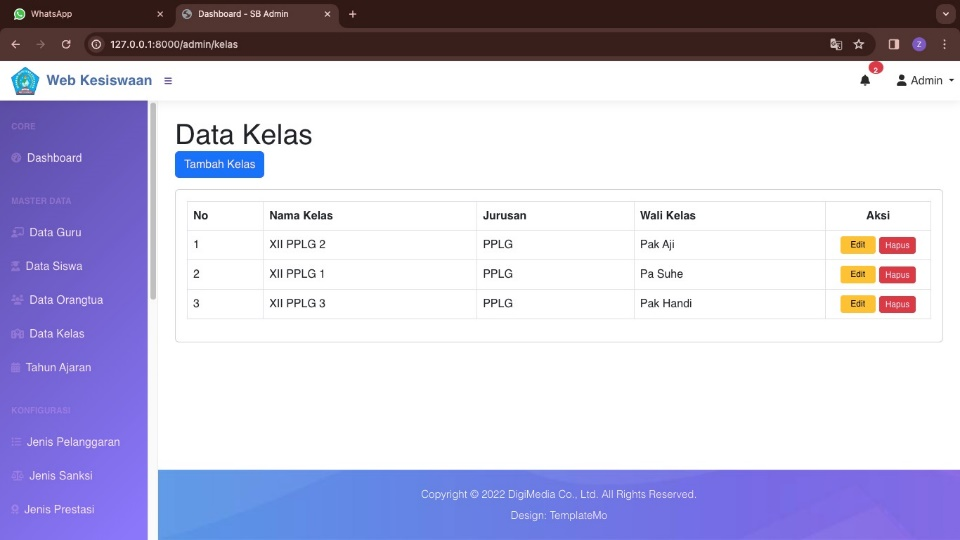 WhatsApp
Dashboard - SB Admin
127.0.0.1:8000/admin/kelas
Z
Web Kesiswaan
2
Admin
CORE
Dashboard
MASTER DATA
Data Guru
Data Siswa
Data Orangtua
Data Kelas
Tahun Ajaran
KONFIGURASI
Jenis Pelanggaran
Jenis Sanksi
Jenis Prestasi
Data Kelas
Tambah Kelas
No Nama Kelas Jurusan Wali Kelas Aksi
1 XII PPLG 2 PPLG Pak Aji Edit Hapus
2 XII PPLG 1 PPLG Pa Suhe Edit Hapus
3 XII PPLG 3 PPLG Pak Handi Edit Hapus
Copyright © 2022 DigiMedia Co., Ltd. All Rights Reserved.
Design: TemplateMo